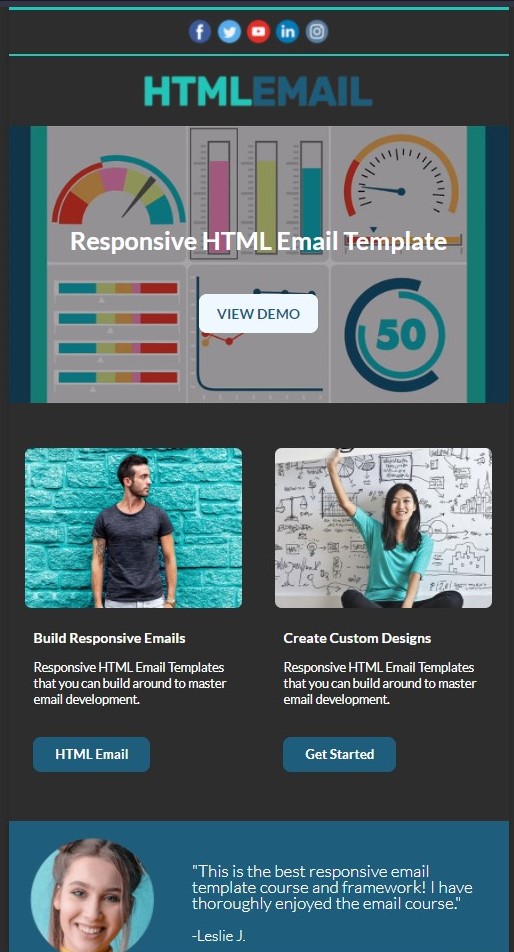 HTMLEMAIL
Responsive HTML Email Template
VIEW DEMO
50
Build Responsive Emails
Responsive HTML Email Templates
that you can build around to master
email development.
HTML Email
Create Custom Designs
Responsive HTML Email Templates
that you can build around to master
email development.
Get Started
"This is the best responsive email
template course and framework! I have
thoroughly enjoyed the email course."
-Leslie J.